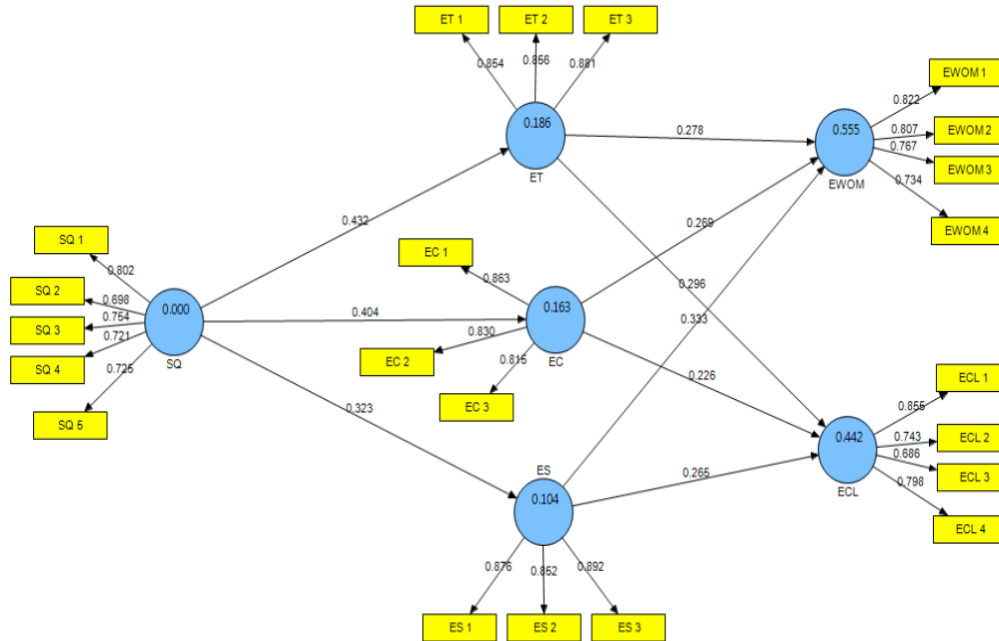 ET 1
ET 2
ET 3
0.854
0.856
0.881
0.186
ET
EWOM 1
EWOM 2
EWOM 3
EWOM 4
0.822
0.807
0.767
0.734
0.555
EWOM
0.278
0.432
0.269
0.296
0.333
SQ 1
SQ 2
SQ 3
SQ 4
SQ 5
0.802
0.698
0.754
0.721
0.725
0.000
SQ
0.404
EC 1
EC 2
EC 3
0.863
0.830
0.815
0.163
EC
0.226
0.323
0.265
ECL 1
ECL 2
ECL 3
ECL 4
0.855
0.743
0.686
0.798
0.442
ECL
ES
0.104
0.876
0.852
0.892
ES 1
ES 2
ES 3